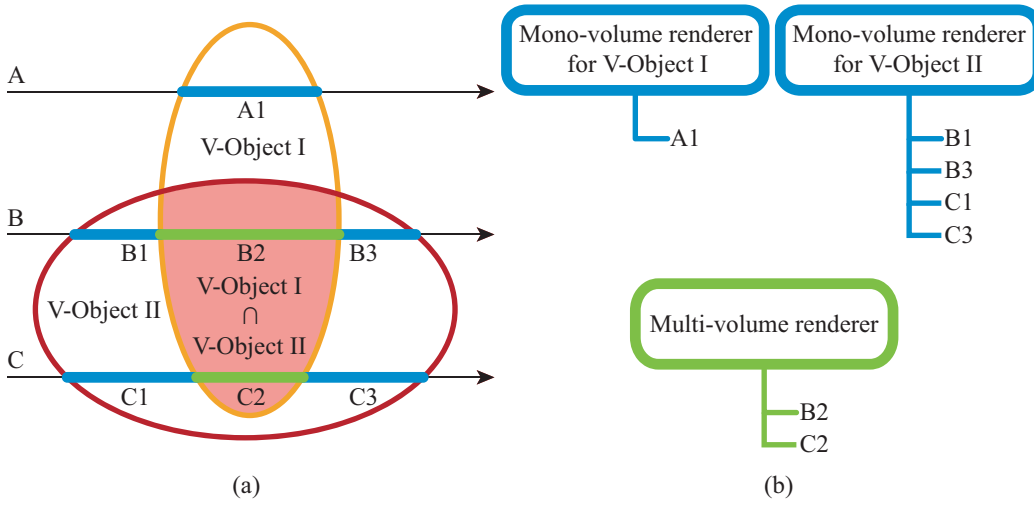 A
A1
V-Object I
B
B1
B2
B3
V-Object I
∩
V-Object II
V-Object II
C
C1
C2
C3
(a)
Mono-volume renderer
for V-Object I
A1
Mono-volume renderer
for V-Object II
B1
B3
C1
C3
Multi-volume renderer
B2
C2
(b)